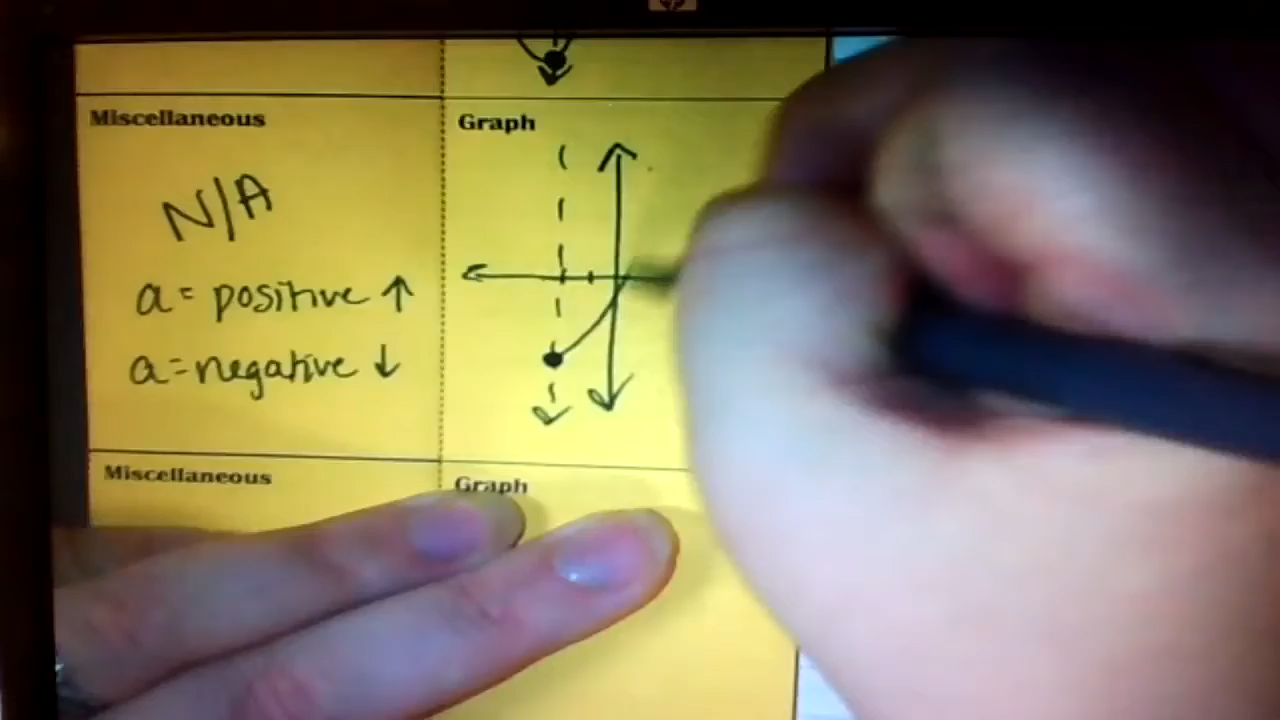 Miscellaneous
Graph
N/A
a = positive ↑
a = negative ↓
Miscellaneous
Graph